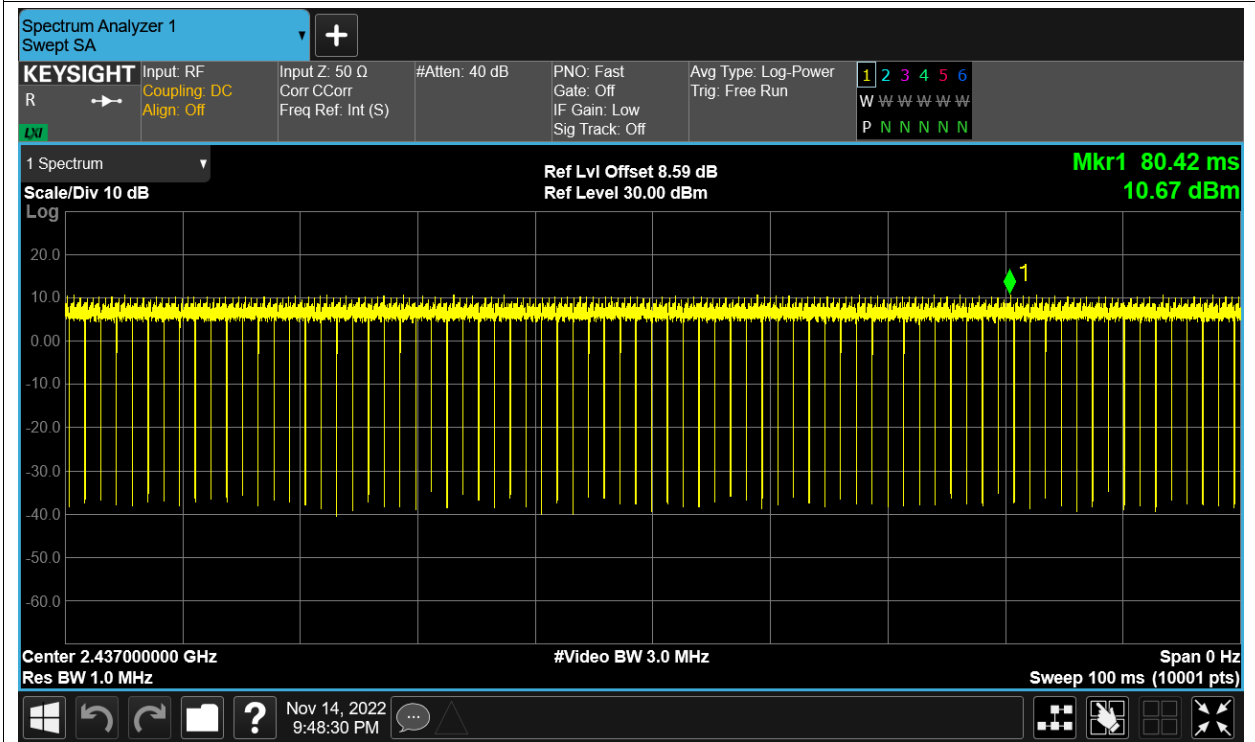 Spectrum Analyzer 1
Swept SA
+
KEYSIGHT
R
LXI
Input: RF
Coupling: DC
Align: Off
Input Z: 50 Ω
Corr CCorr
Freq Ref: Int (S)
#Atten: 40 dB
PNO: Fast
Gate: Off
IF Gain: Low
Sig Track: Off
Avg Type: Log-Power
Trig: Free Run
1 2 3 4 5 6
W W W W W W
P N N N N N
1 Spectrum
Scale/Div 10 dB
Ref Lvl Offset 8.59 dB
Ref Level 30.00 dBm
Mkr1 80.42 ms
10.67 dBm
Log
20.0
10.0
0.00
-10.0
-20.0
-30.0
-40.0
-50.0
-60.0
1
Center 2.437000000 GHz
Res BW 1.0 MHz
#Video BW 3.0 MHz
Span 0 Hz
Sweep 100 ms (10001 pts)
?
Nov 14, 2022
9:48:30 PM